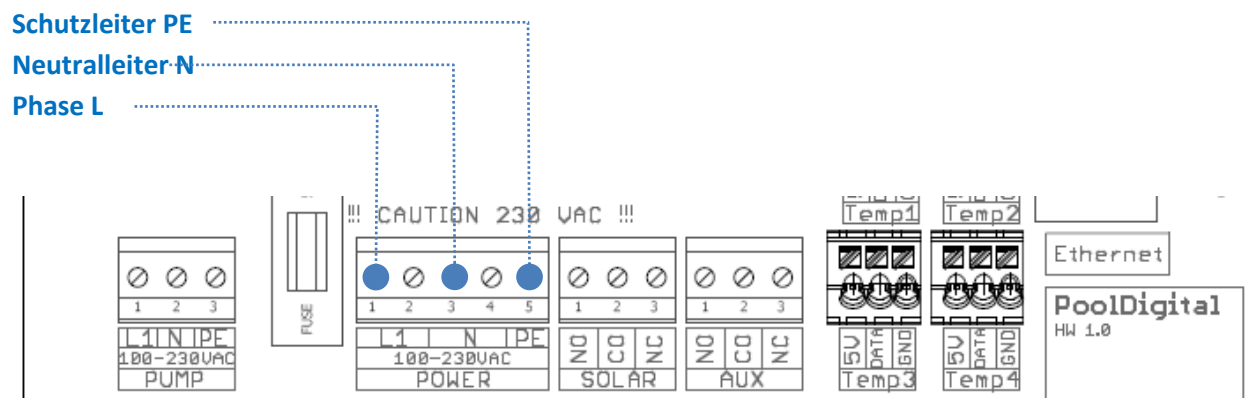 Schutzleiter PE
Neutralleiter N
Phase L
!!! CAUTION 230 VAC !!!
Temp1
Temp2
Ethernet
1 2 3
FUSE
1 2 3 4 5
1 2 3
1 2 3
PoolDigital
HW 1.0
L1 N PE
100-230VAC
PUMP
L1 N PE
100-230VAC
POWER
NO CO NC
SOLAR
NO CO NC
AUX
5V DATA GND
Temp3
5V DATA GND
Temp4